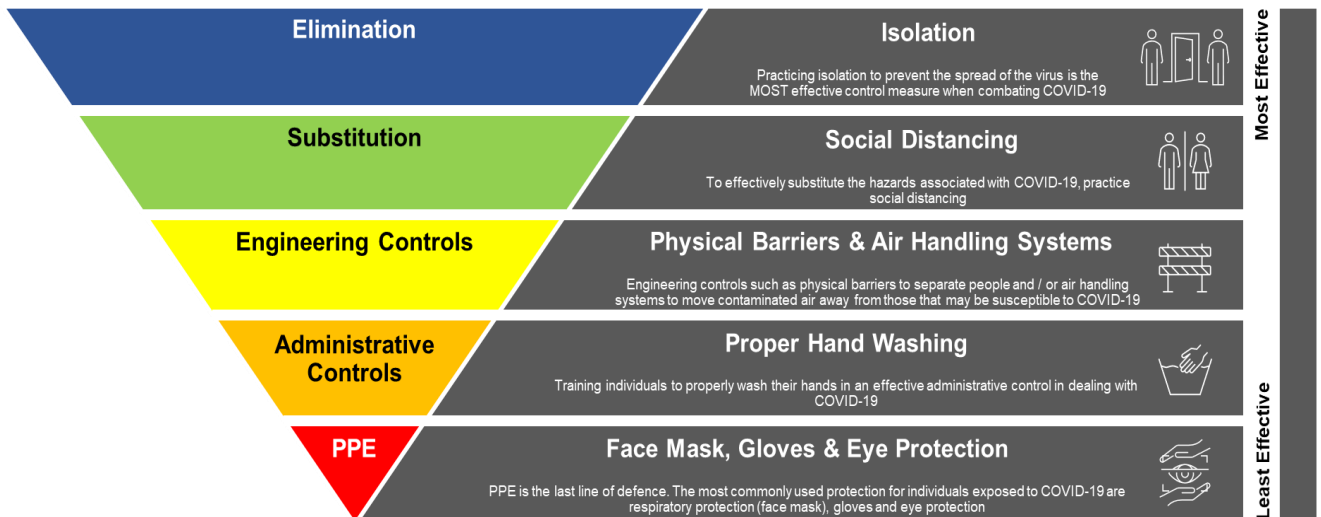 Elimination
Isolation
Practicing isolation to prevent the spread of the virus is the
MOST effective control measure when combating COVID-19
Most Effective
Substitution
Social Distancing
To effectively substitute the hazards associated with COVID-19, practice
social distancing
Engineering Controls
Physical Barriers & Air Handling Systems
Engineering controls such as physical barriers to separate people and / or air handling
systems to move contaminated air away from those that may be susceptible to COVID-19
Administrative
Controls
Proper Hand Washing
Training individuals to properly wash their hands in an effective administrative control in dealing with
COVID-19
PPE
Face Mask, Gloves & Eye Protection
PPE is the last line of defence. The most commonly used protection for individuals exposed to COVID-19 are
respiratory protection (face mask), gloves and eye protection
Least Effective